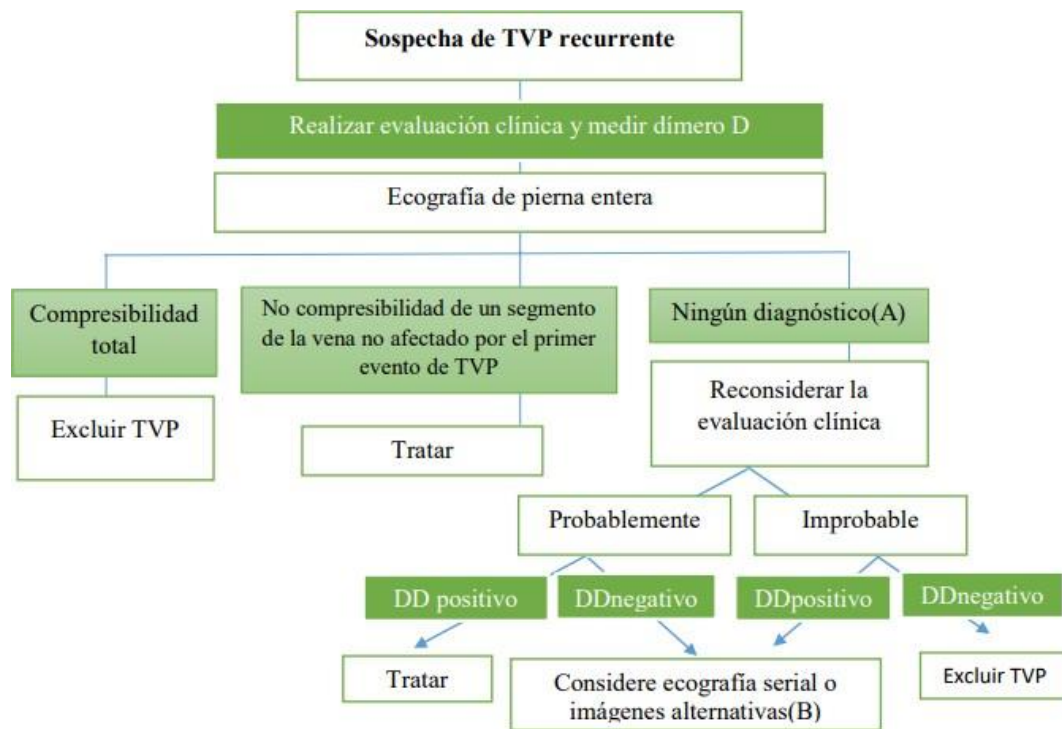 Sospecha de TVP recurrente
Realizar evaluación clínica y medir dímero D
Ecografía de pierna entera
Compresibilidad
total
No compresibilidad de un segmento
de la vena no afectado por el primer
evento de TVP
Ningún diagnóstico(A)
Excluir TVP
Tratar
Reconsiderar la
evaluación clínica
Probablemente
Improbable
DD positivo
DDnegativo
DDpositivo
DDnegativo
Tratar
Considere ecografía serial o
imágenes alternativas(B)
Excluir TVP